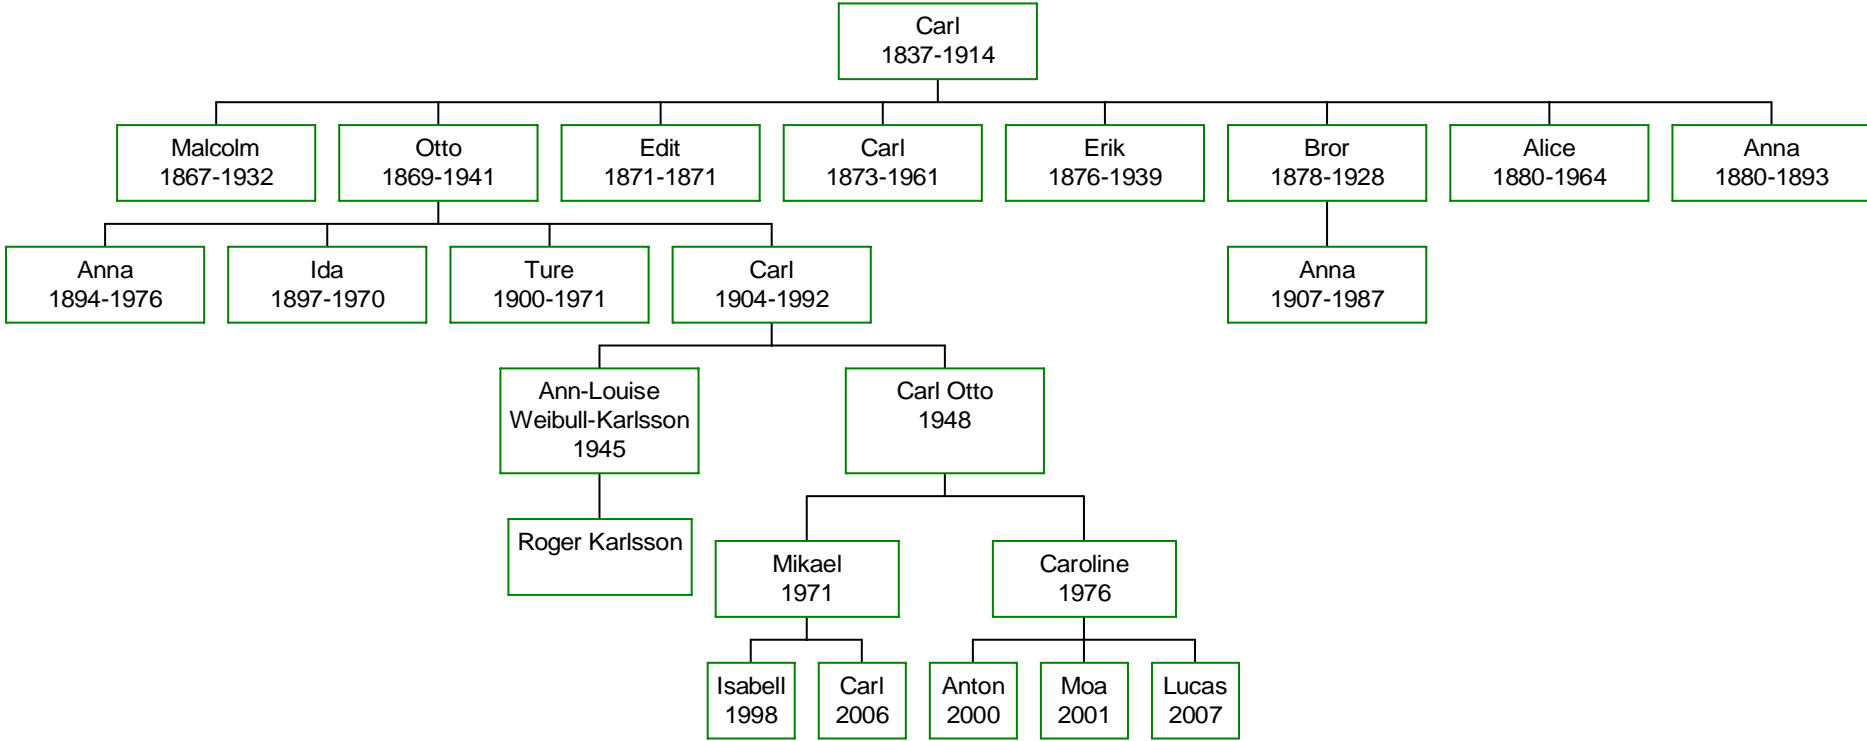 Carl
1837-1914
Malcolm
1867-1932
Otto
1869-1941
Edit
1871-1871
Carl
1873-1961
Erik
1876-1939
Bror
1878-1928
Alice
1880-1964
Anna
1880-1893
Anna
1894-1976
Ida
1897-1970
Ture
1900-1971
Carl
1904-1992
Anna
1907-1987
Ann-Louise
Weibull-Karlsson
1945
Carl Otto
1948
Roger Karlsson
Mikael
1971
Caroline
1976
Isabell
1998
Carl
2006
Anton
2000
Moa
2001
Lucas
2007